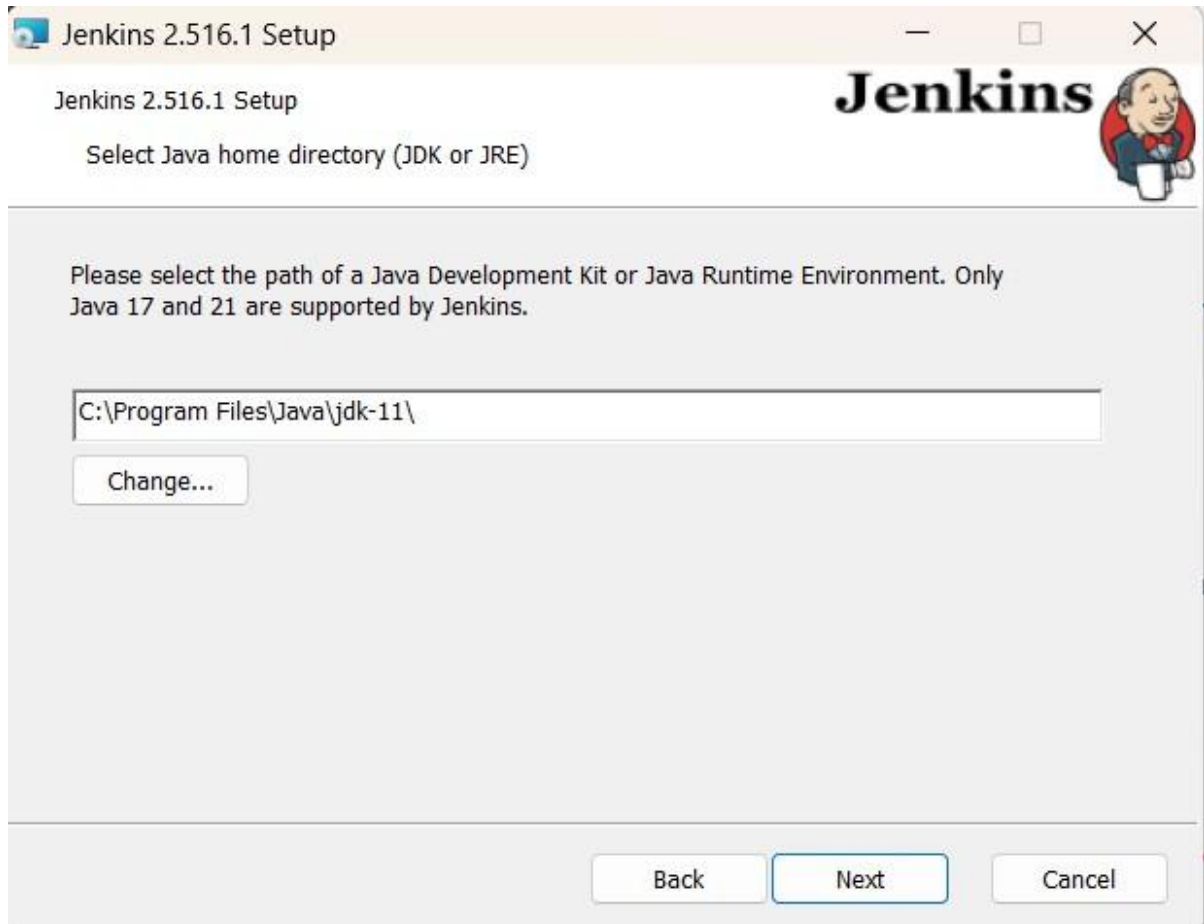 Jenkins 2.516.1 Setup
Jenkins 2.516.1 Setup
Jenkins
Select Java home directory (JDK or JRE)
Please select the path of a Java Development Kit or Java Runtime Environment. Only
Java 17 and 21 are supported by Jenkins.
C:\Program Files\Java\jdk-11\
Change...
Back
Next
Cancel